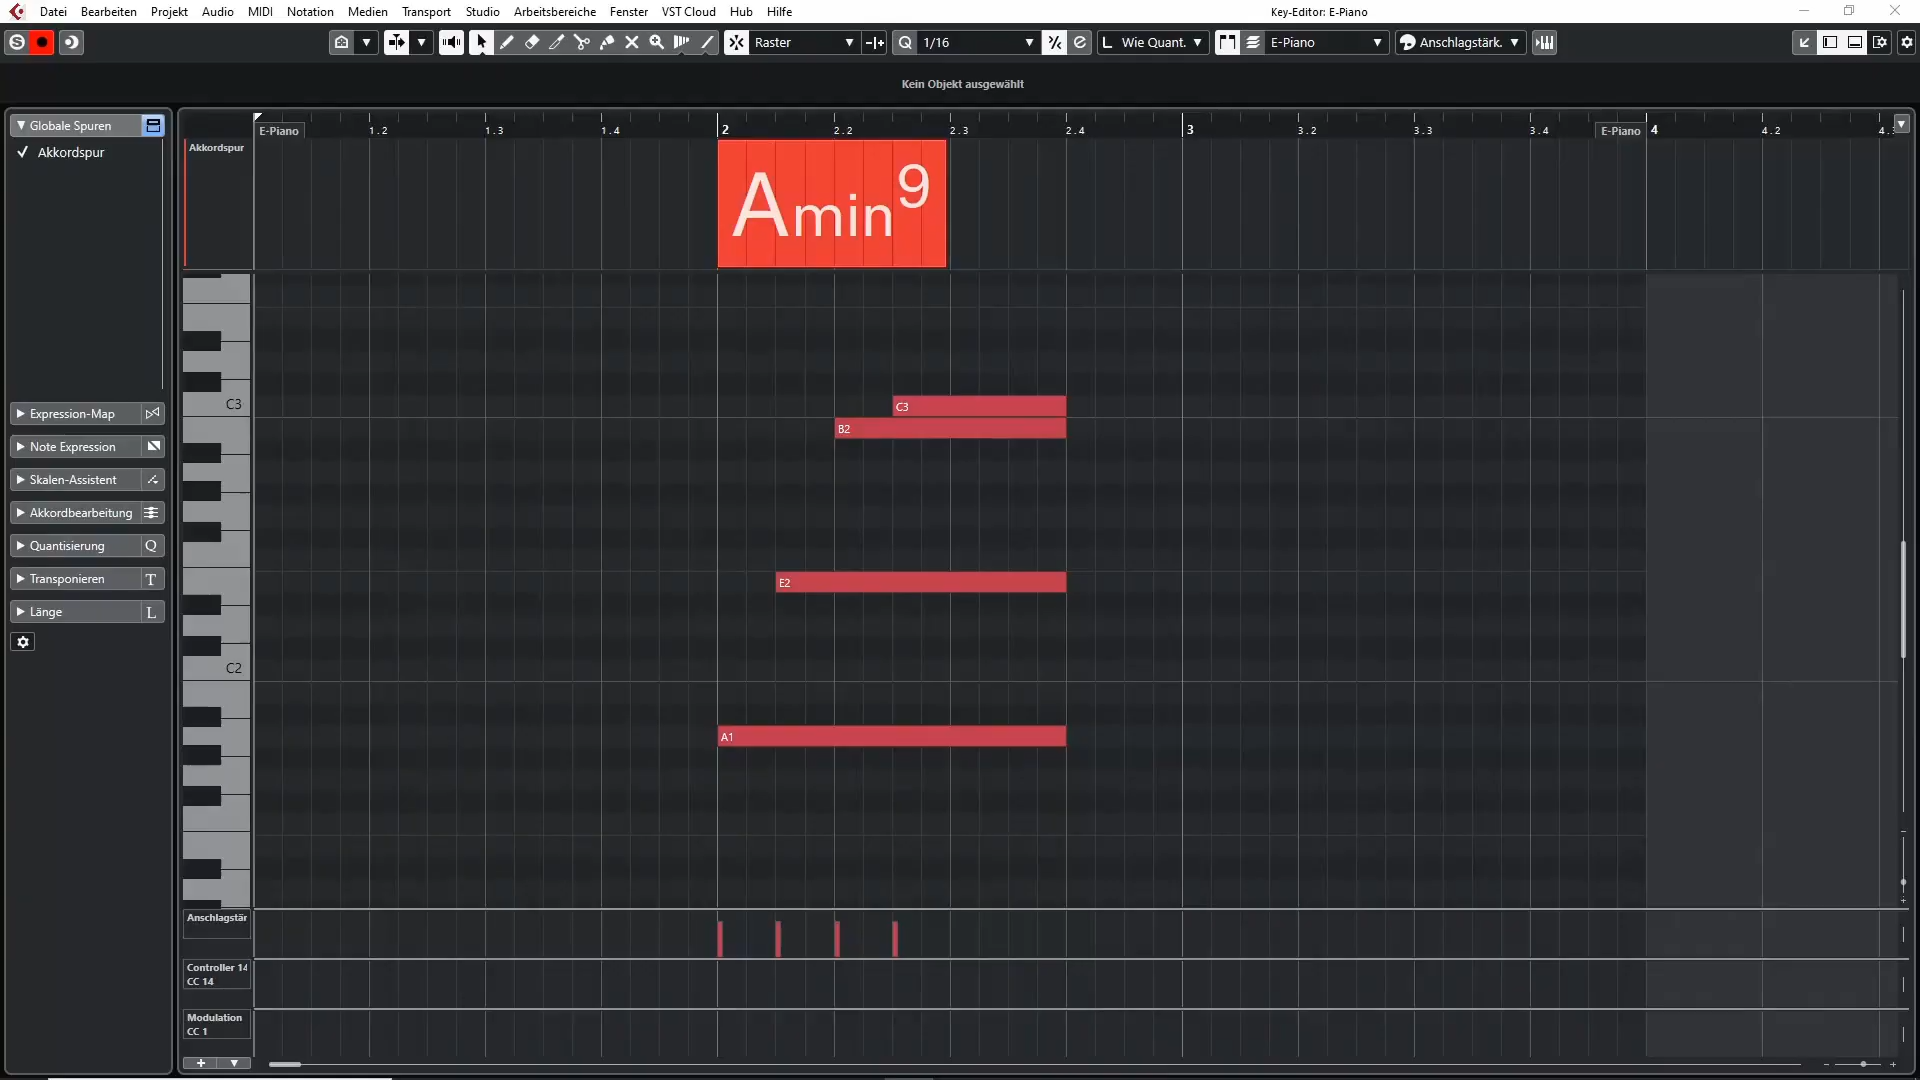 Datei Bearbeiten Projekt Audio MIDI Notation Medien Transport Studio Arbeitsbereiche Fenster VST Cloud Hub Hilfe Key-Editor: E-Piano
Raster 1/16 Wie Quant. E-Piano Anschlagstärk.
Kein Objekt ausgewählt
Globale Spuren
Akkordspur
Expression-Map
Note Expression
Skalen-Assistent
Akkordbearbeitung
Quantisierung Q
Transponieren T
Länge L
E-Piano 1.2 1.3 1.4 2 2.2 2.3 2.4 3 3.2 3.3 3.4 E-Piano 4 4.2 4.
Akkordspur
Amin9
C3
C3
B2
E2
C2
A1
Anschlagstär
Controller 14
CC 14
Modulation
CC 1